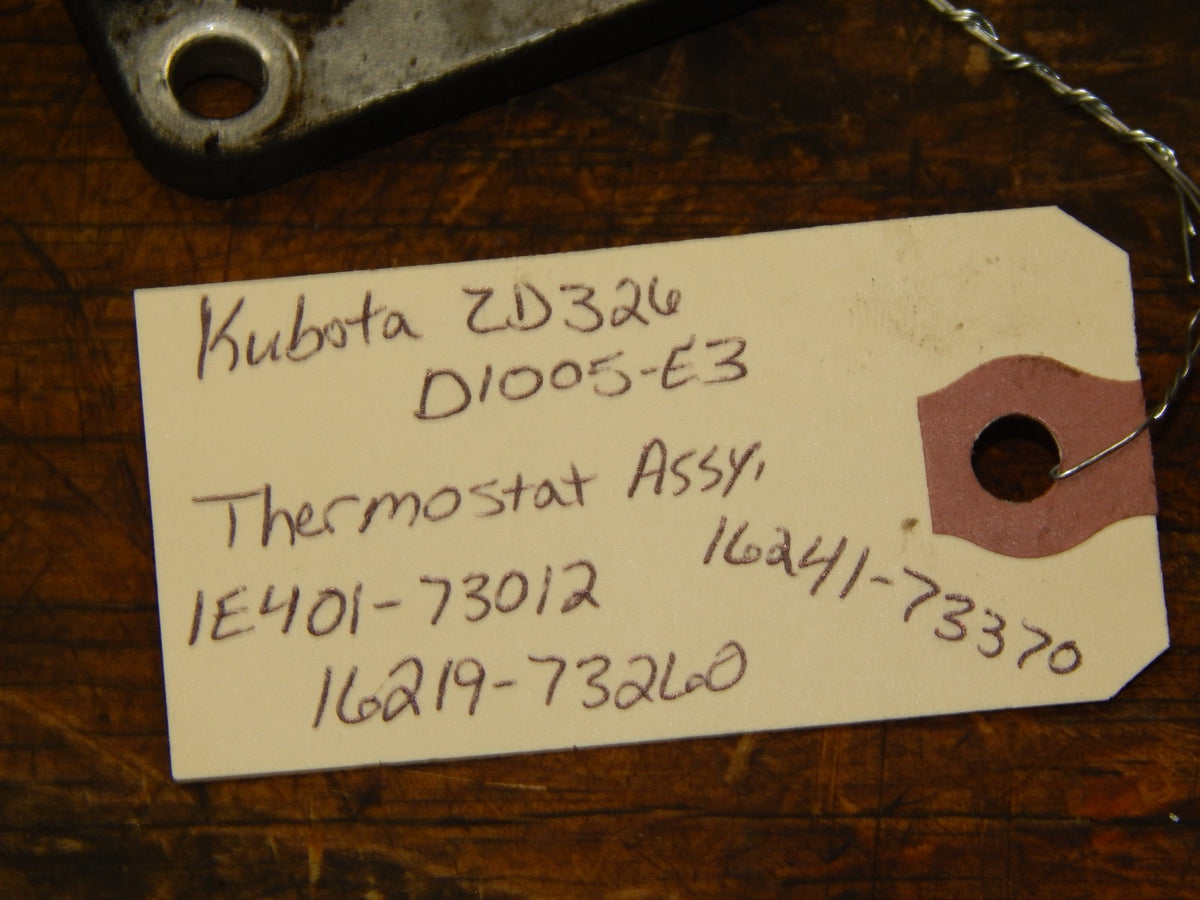 Kubota ZD326
D1005-E3
Thermostat Assy.
16241-73370
1E401-73012
16219-73260